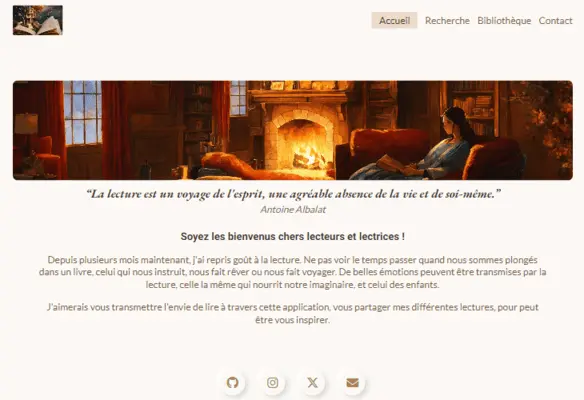 Accueil Recherche Bibliothèque Contact
“La lecture est un voyage de l'esprit, une agréable absence de la vie et de soi-même.”
Antoine Albalat
Soyez les bienvenus chers lecteurs et lectrices !
Depuis plusieurs mois maintenant, j'ai repris goût à la lecture. Ne pas voir le temps passer quand nous sommes plongés
dans un livre, celui qui nous instruit, nous fait rêver ou nous fait voyager. De belles émotions peuvent être transmises par la
lecture, celle la même qui nourrit notre imaginaire, et celui des enfants.
J'aimerais vous transmettre l'envie de lire à travers cette application, vous partager mes différentes lectures, pour peut
être vous inspirer.